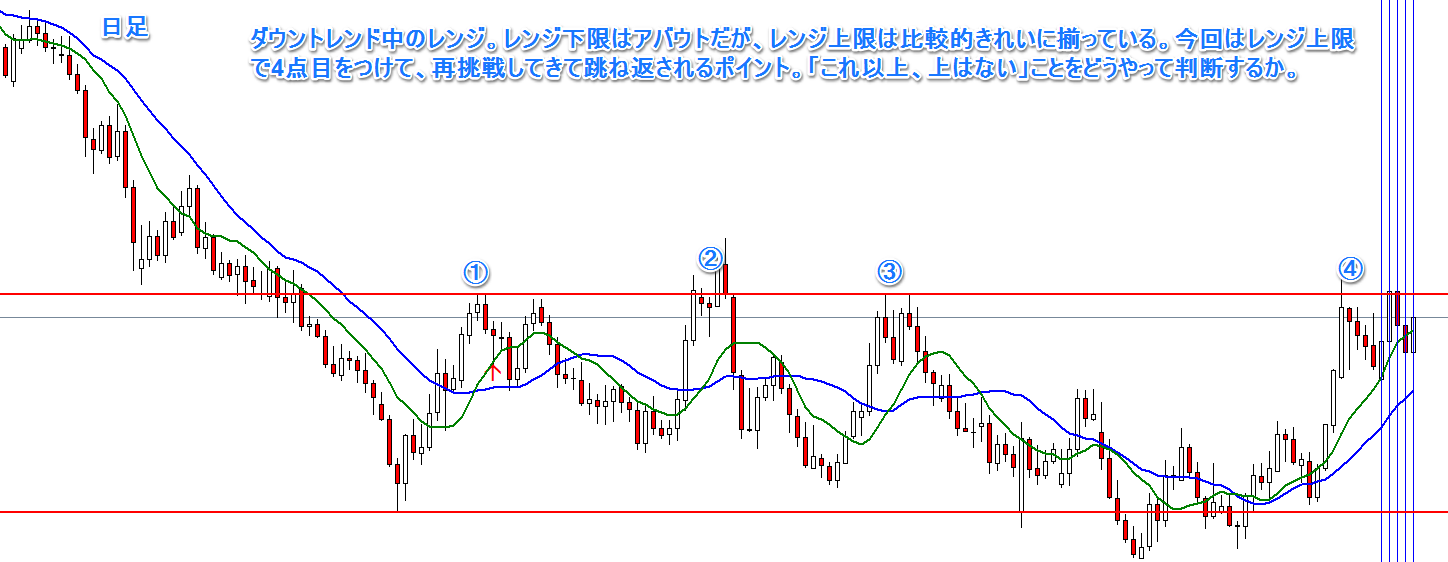 日足
ダウントレンド中のレンジ。レンジ下限はアバウトだが、レンジ上限は比較的きれいに揃っている。今回はレンジ上限
で4点目をつけて、再挑戦してきて跳ね返されるポイント。「これ以上、上はない」ことをどうやって判断するか。
① ② ③ ④